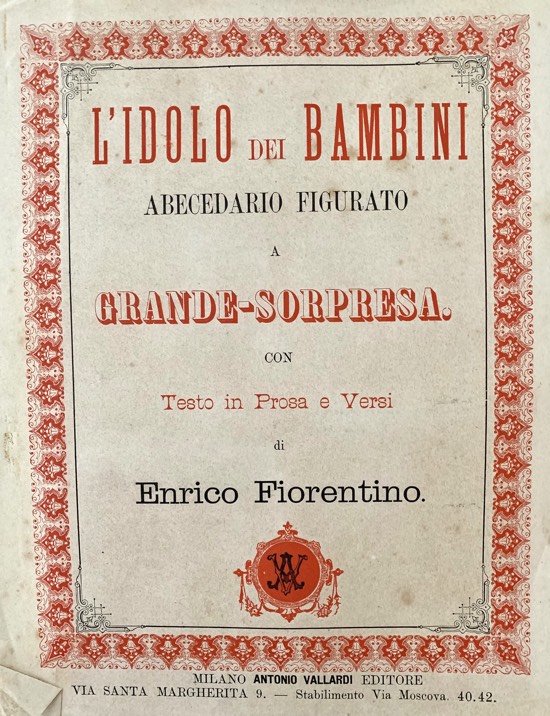 L'IDOLO DEI BAMBINI
ABECEDARIO FIGURATO
A
GRANDE-SORPRESA.
CON
Testo in Prosa e Versi
di
Enrico Fiorentino.
AV
MILANO ANTONIO VALLARDI EDITORE
VIA SANTA MARGHERITA 9. — Stabilimento Via Moscova. 40.42.